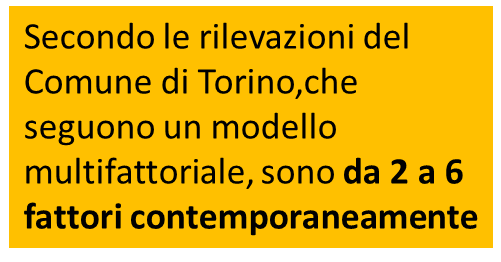 Secondo le rilevazioni del
Comune di Torino,che
seguono un modello
multifattoriale, sono da 2 a 6
fattori contemporaneamente